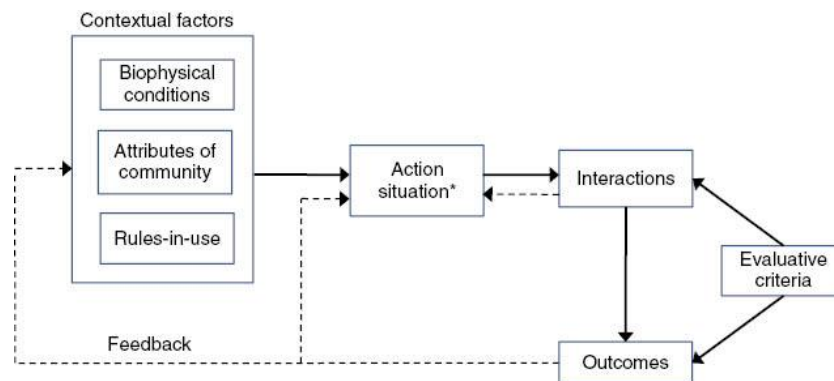 Contextual factors
Biophysical
conditions
Attributes of
community
Rules-in-use
Action
situation*
Interactions
Evaluative
criteria
Feedback
Outcomes